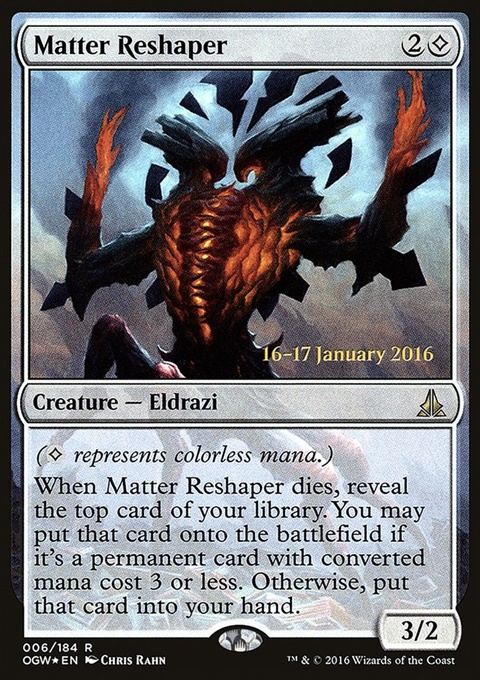 Matter Reshaper 2
16-17 January 2016
Creature — Eldrazi
(◇ represents colorless mana.)
When Matter Reshaper dies, reveal
the top card of your library. You may
put that card onto the battlefield if
it's a permanent card with converted
mana cost 3 or less. Otherwise, put
that card into your hand.
3/2
006/184 R
OGW★EN Chris Rahn
™ & © 2016 Wizards of the Coast